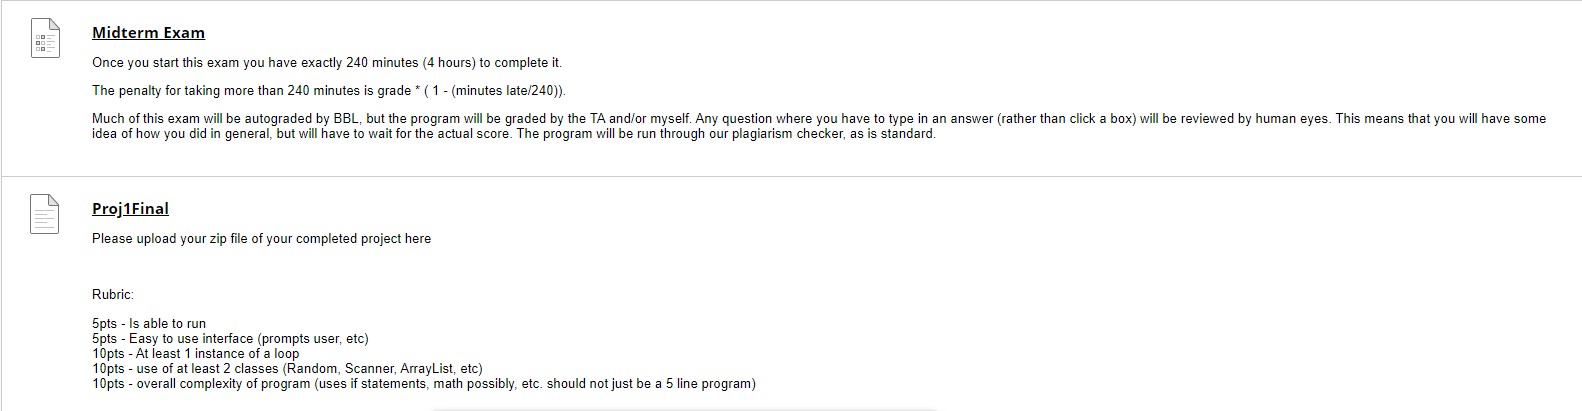 Midterm Exam
Once you start this exam you have exactly 240 minutes (4 hours) to complete it.
The penalty for taking more than 240 minutes is grade * ( 1 - (minutes late/240)).
Much of this exam will be autograded by BBL, but the program will be graded by the TA and/or myself. Any question where you have to type in an answer (rather than click a box) will be reviewed by human eyes. This means that you will have some
idea of how you did in general, but will have to wait for the actual score. The program will be run through our plagiarism checker, as is standard.
Proj1Final
Please upload your zip file of your completed project here
Rubric:
5pts - Is able to run
5pts - Easy to use interface (prompts user, etc)
10pts - At least 1 instance of a loop
10pts - use of at least 2 classes (Random, Scanner, ArrayList, etc)
10pts - overall complexity of program (uses if statements, math possibly, etc. should not just be a 5 line program)